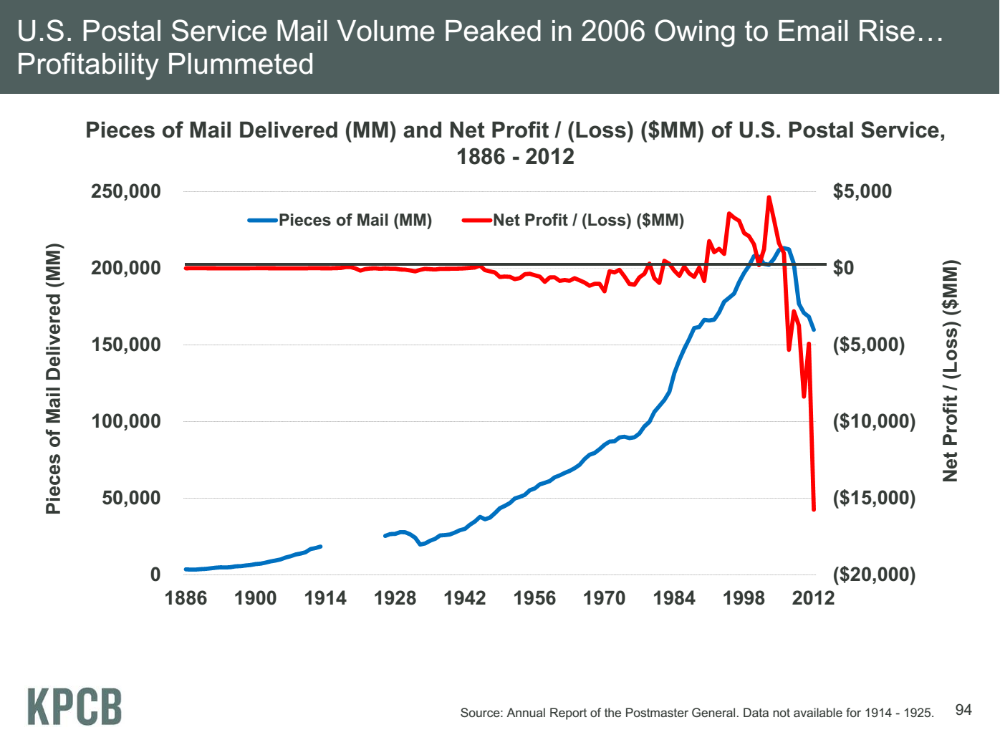 U.S. Postal Service Mail Volume Peaked in 2006 Owing to Email Rise…
Profitability Plummeted
Pieces of Mail Delivered (MM) and Net Profit / (Loss) ($MM) of U.S. Postal Service,
1886 - 2012
Pieces of Mail Delivered (MM)
250,000
200,000
150,000
100,000
50,000
0
Pieces of Mail (MM)
Net Profit / (Loss) ($MM)
$5,000
$0
($5,000)
($10,000)
($15,000)
($20,000)
Net Profit / (Loss) ($MM)
1886 1900 1914 1928 1942 1956 1970 1984 1998 2012
KPCB
Source: Annual Report of the Postmaster General. Data not available for 1914 - 1925.
94